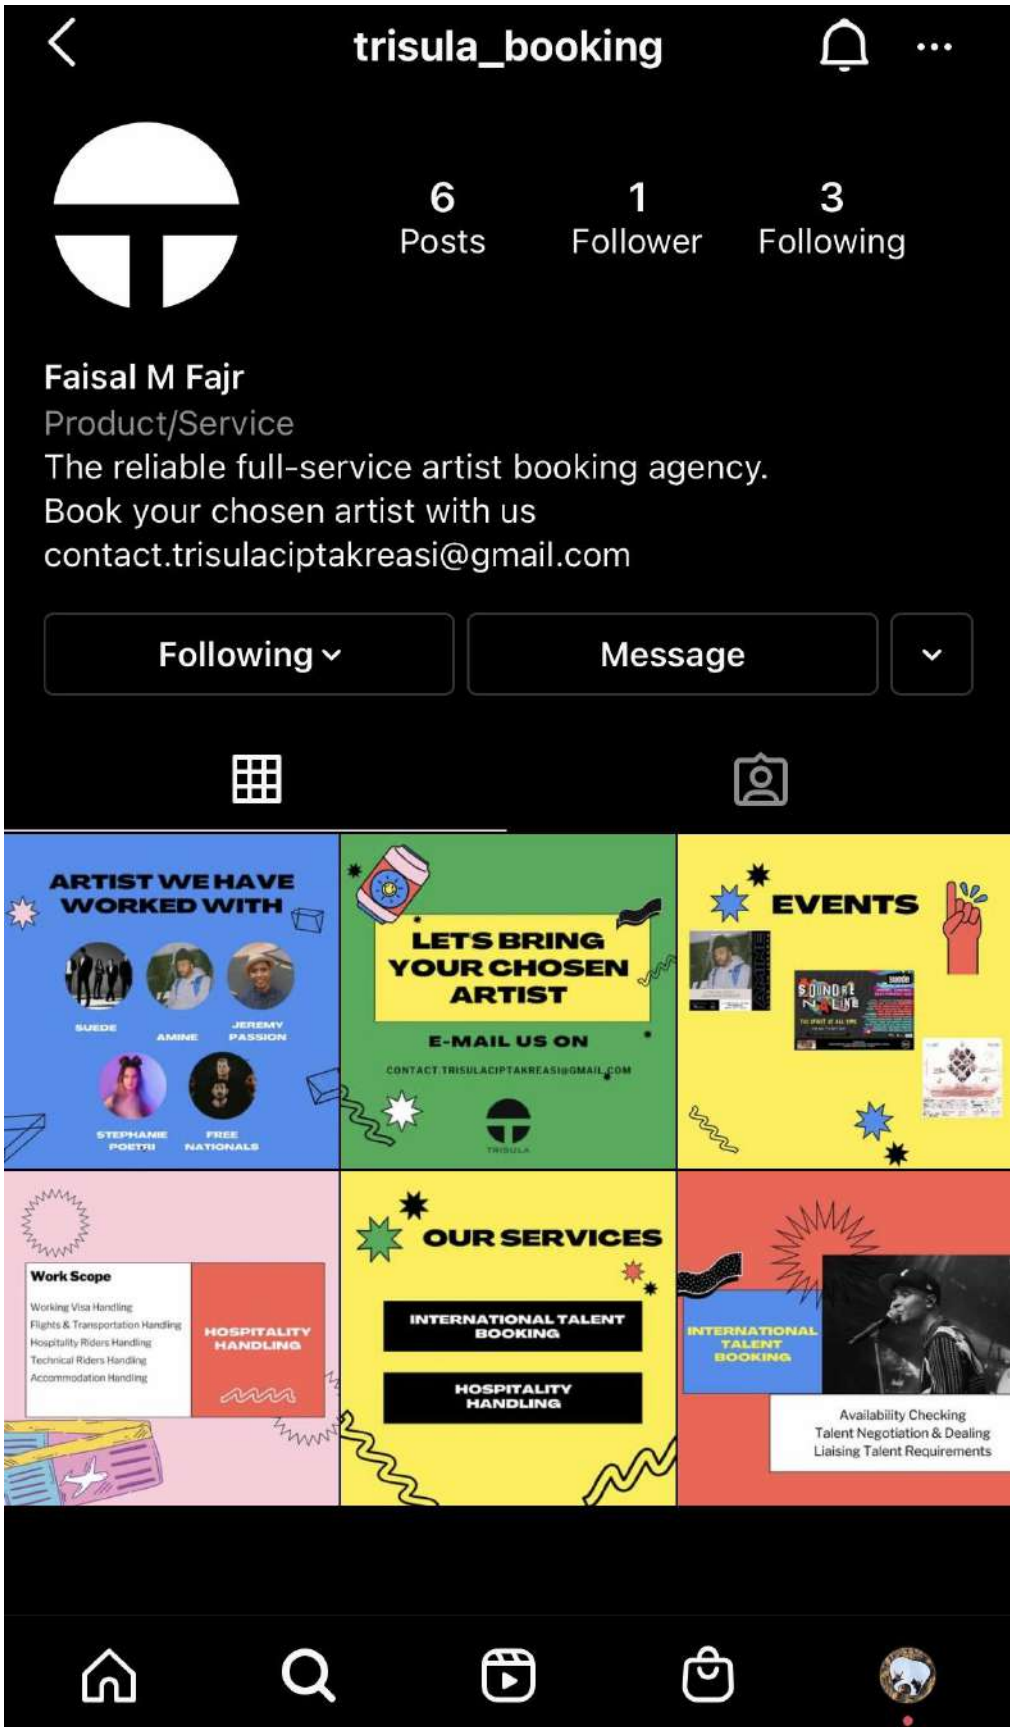 trisula_booking
6
Posts
1
Follower
3
Following
Faisal M Fajr
Product/Service
The reliable full-service artist booking agency.
Book your chosen artist with us
contact.trisulaciptakreasi@gmail.com
Following
Message
ARTIST WE HAVE
WORKED WITH
SUEDE
AMINE
JEREMY
PASSION
STEPHANIE
POETRI
FREE
NATIONALS
LETS BRING
YOUR CHOSEN
ARTIST
E-MAIL US ON
CONTACT.TRISULACIPTAKREASI@GMAIL.COM
TRISULA
EVENTS
AMINE
SOUNDRE
NALINE
suede
Work Scope
Working Visa Handling
Flights & Transportation Handling
Hospitality Riders Handling
Technical Riders Handling
Accommodation Handling
HOSPITALITY
HANDLING
OUR SERVICES
INTERNATIONAL TALENT
BOOKING
HOSPITALITY
HANDLING
INTERNATIONAL
TALENT
BOOKING
Availability Checking
Talent Negotiation & Dealing
Liaising Talent Requirements